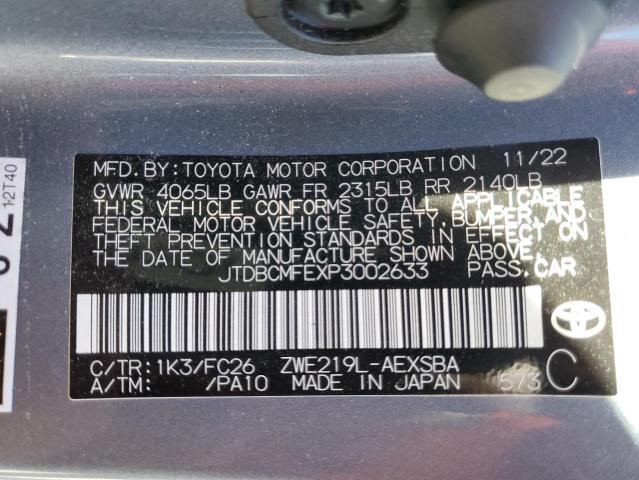 MFD.BY:TOYOTA MOTOR CORPORATION 11/22
GVWR 4065LB GAWR FR 2315LB RR 2140LB
THIS VEHICLE CONFORMS TO ALL APPLICABLE
FEDERAL MOTOR VEHICLE SAFETY, BUMPER, AND
THEFT PREVENTION STANDARDS IN EFFECT ON
THE DATE OF MANUFACTURE SHOWN ABOVE.
JTDBCMFEXP3002633 PASS.CAR
C/TR:1K3/FC26 ZWE219L-AEXSBA
A/TM: /PA10 MADE IN JAPAN 573 C
12T40